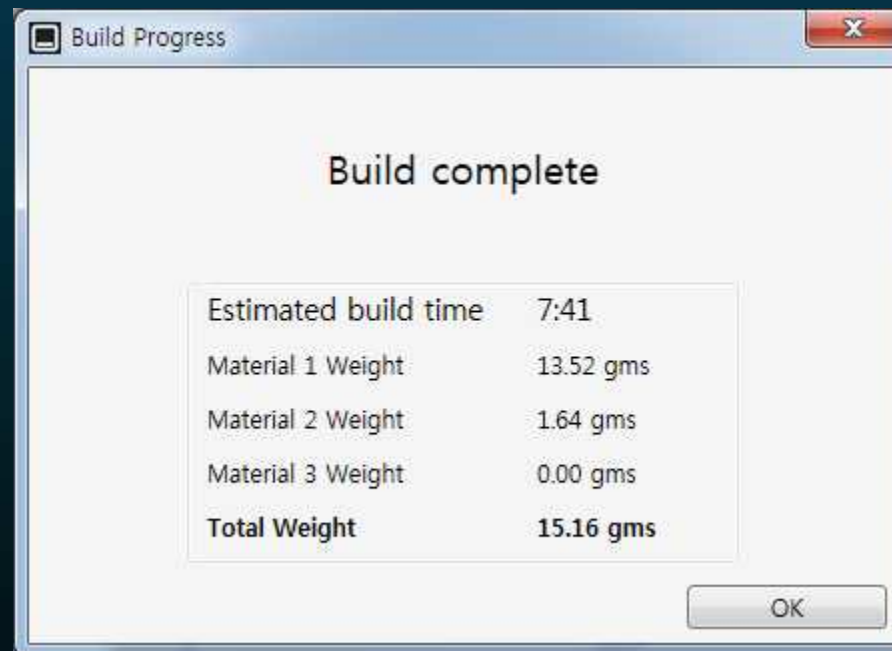 Build Progress
Build complete
Estimated build time 7:41
Material 1 Weight 13.52 gms
Material 2 Weight 1.64 gms
Material 3 Weight 0.00 gms
Total Weight 15.16 gms
OK